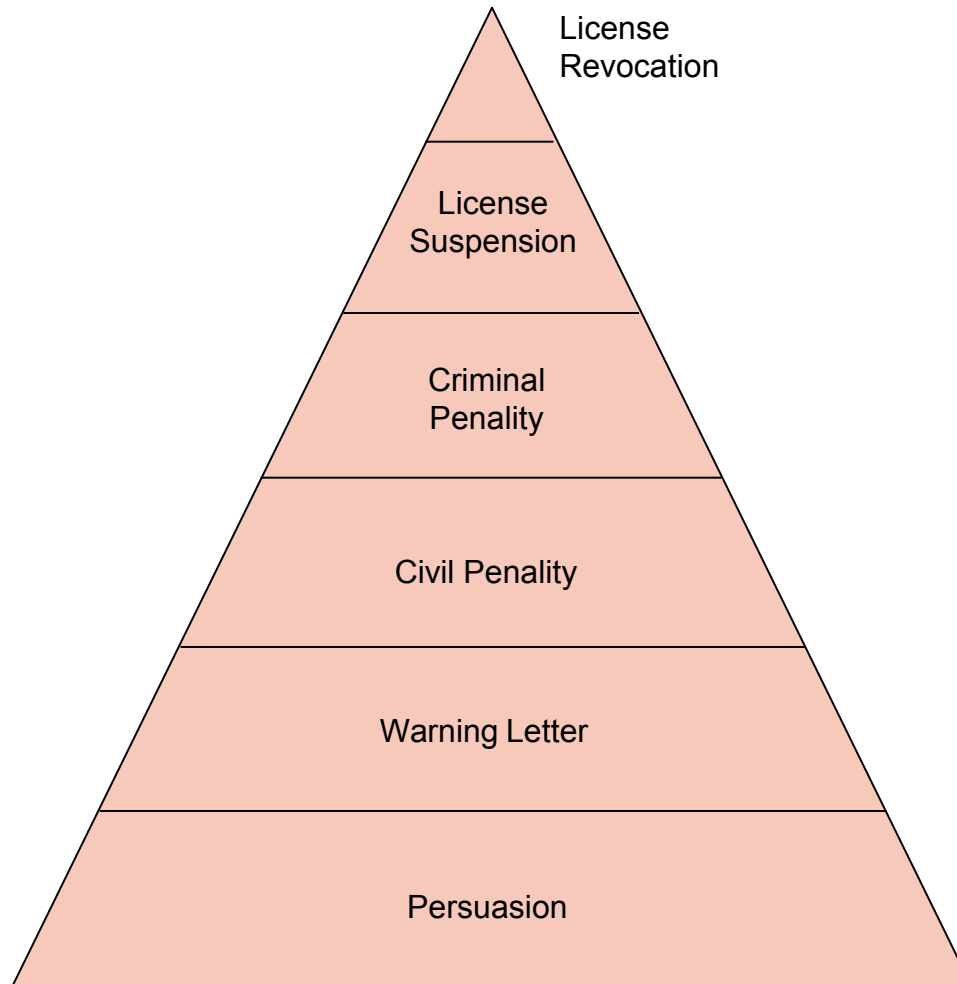 License
Revocation
License
Suspension
Criminal
Penality
Civil Penality
Warning Letter
Persuasion